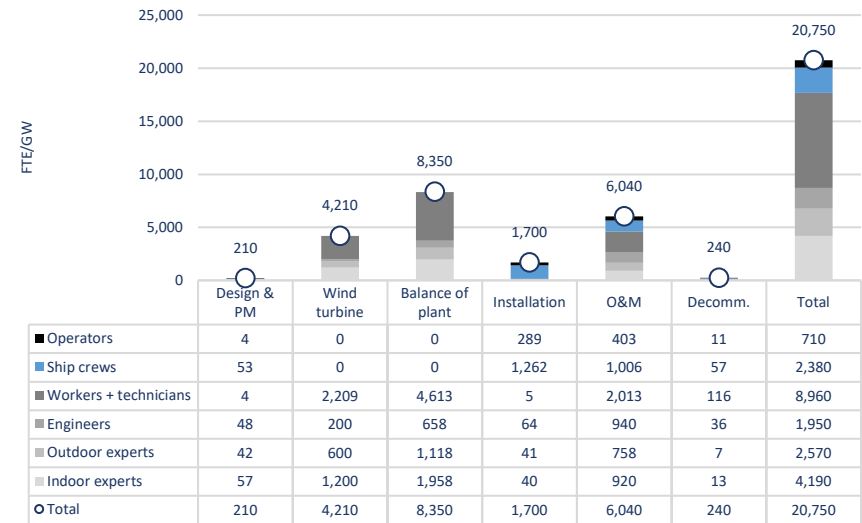 25,000
20,750
20,000
15,000
FTE/GW
10,000
8,350
6,040
5,000
4,210
1,700
210
240
0
Design & PM Wind turbine Balance of plant Installation O&M Decomm. Total
Operators 4 0 0 289 403 11 710
Ship crews 53 0 0 1,262 1,006 57 2,380
Workers + technicians 4 2,209 4,613 5 2,013 116 8,960
Engineers 48 200 658 64 940 36 1,950
Outdoor experts 42 600 1,118 41 758 7 2,570
Indoor experts 57 1,200 1,958 40 920 13 4,190
Total 210 4,210 8,350 1,700 6,040 240 20,750